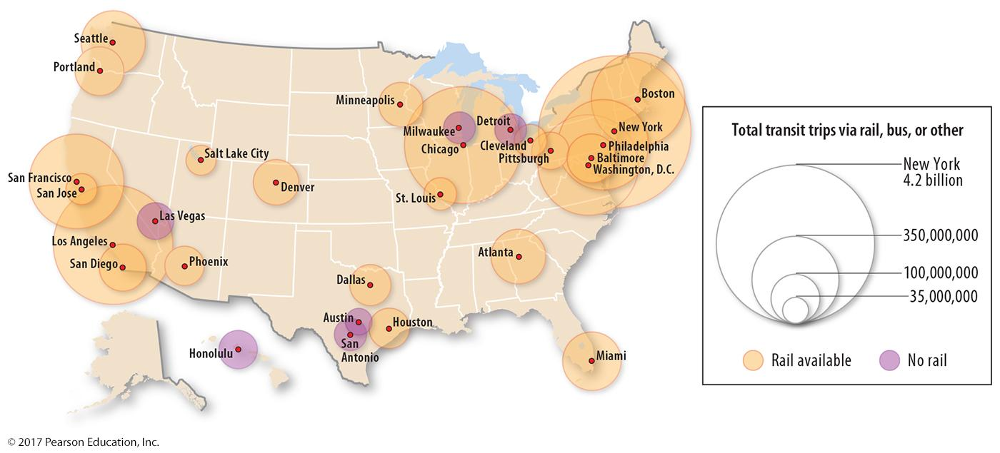 Seattle
Portland
Minneapolis
Boston
Milwaukee
Detroit
New York
Chicago
Cleveland
Philadelphia
Pittsburgh
Baltimore
Washington, D.C.
Salt Lake City
San Francisco
San Jose
Denver
St. Louis
Las Vegas
Los Angeles
San Diego
Phoenix
Atlanta
Dallas
Austin
Houston
San
Antonio
Honolulu
Miami
Total transit trips via rail, bus, or other
New York
4.2 billion
350,000,000
100,000,000
35,000,000
Rail available
No rail
© 2017 Pearson Education, Inc.